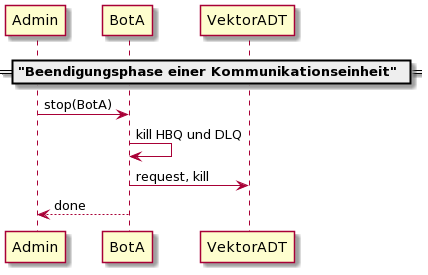 Admin BotA VektorADT
"Beendigungsphase einer Kommunikationseinheit"
stop(BotA)
kill HBQ und DLQ
request, kill
done
Admin BotA VektorADT